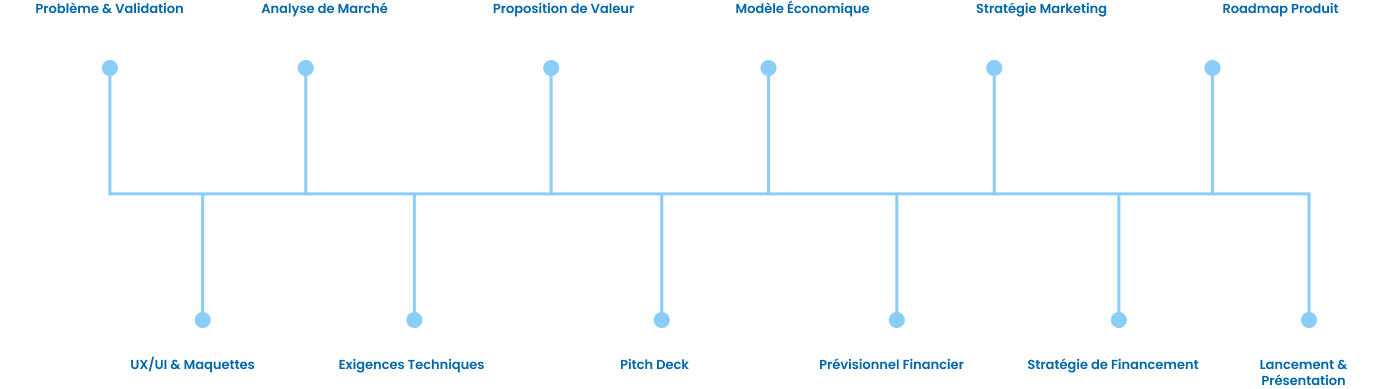 Problème & Validation
Analyse de Marché
Proposition de Valeur
Modèle Économique
Stratégie Marketing
Roadmap Produit
UX/UI & Maquettes
Exigences Techniques
Pitch Deck
Prévisionnel Financier
Stratégie de Financement
Lancement &
Présentation